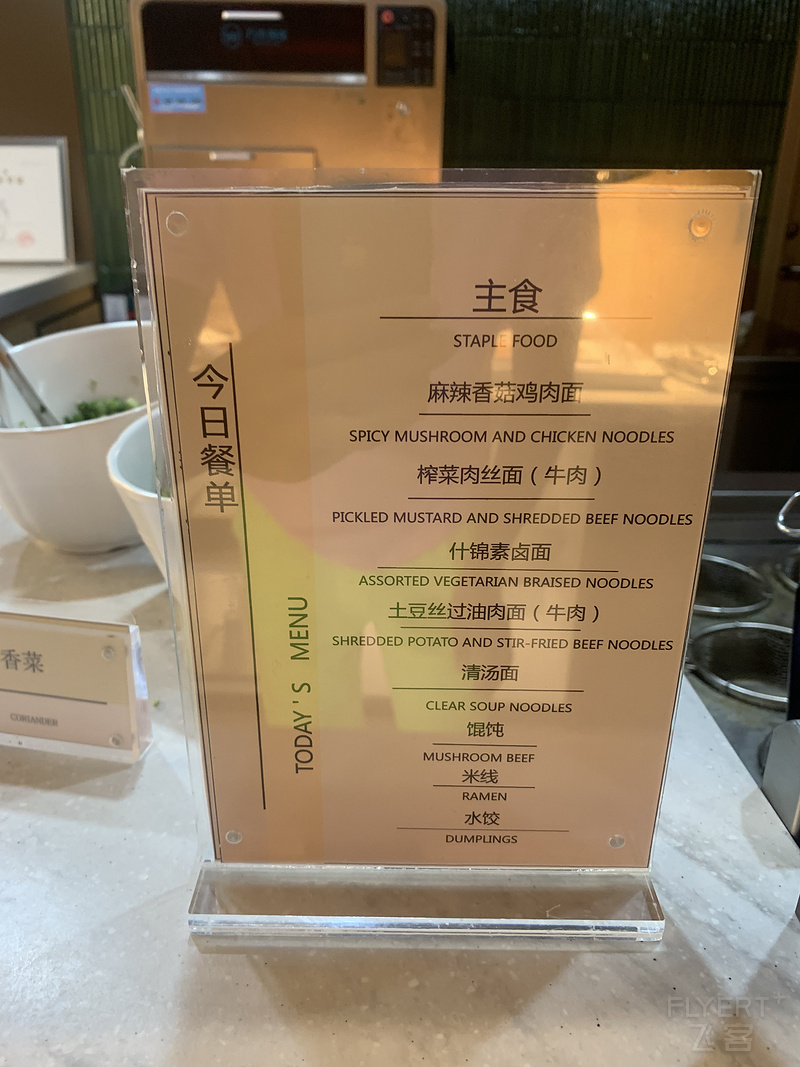 今日餐单
TODAY'S MENU
主食
STAPLE FOOD
麻辣香菇鸡肉面
SPICY MUSHROOM AND CHICKEN NOODLES
榨菜肉丝面（牛肉）
PICKLED MUSTARD AND SHREDDED BEEF NOODLES
什锦素卤面
ASSORTED VEGETARIAN BRAISED NOODLES
土豆丝过油肉面（牛肉）
SHREDDED POTATO AND STIR-FRIED BEEF NOODLES
清汤面
CLEAR SOUP NOODLES
馄饨
MUSHROOM BEEF
米线
RAMEN
水饺
DUMPLINGS
香菜
CORIANDER
FLYERT+
飞客